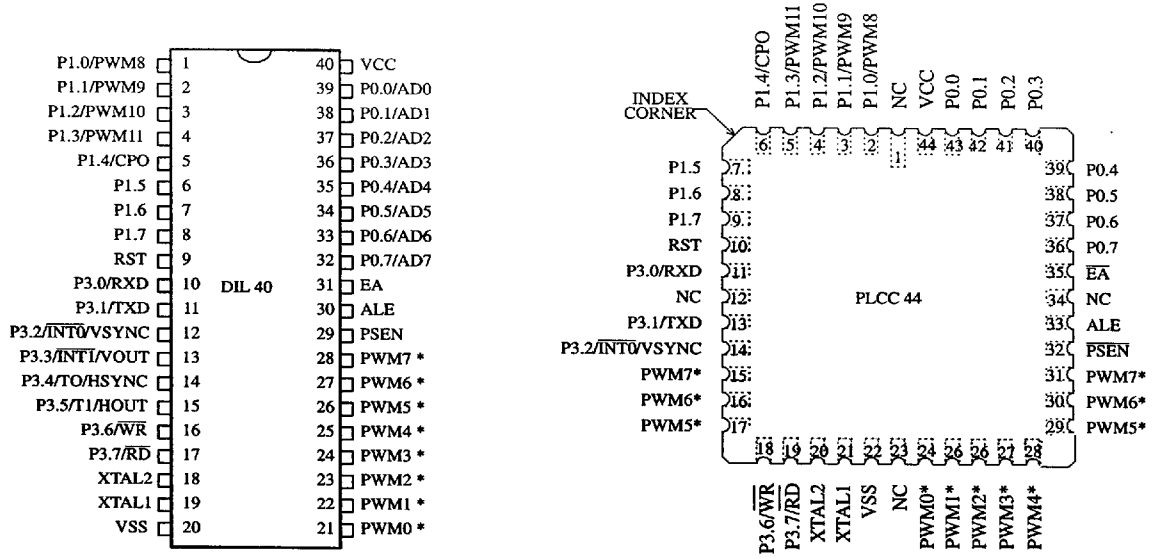 P1.0/PWM8 1 40 VCC
P1.1/PWM9 2 39 P0.0/AD0
P1.2/PWM10 3 38 P0.1/AD1
P1.3/PWM11 4 37 P0.2/AD2
P1.4/CPO 5 36 P0.3/AD3
P1.5 6 35 P0.4/AD4
P1.6 7 34 P0.5/AD5
P1.7 8 33 P0.6/AD6
RST 9 32 P0.7/AD7
P3.0/RXD 10 DIL 40 31 EA
P3.1/TXD 11 30 ALE
P3.2/INT0/VSYNC 12 29 PSEN
P3.3/INT1/VOUT 13 28 PWM7 *
P3.4/TO/HSYNC 14 27 PWM6 *
P3.5/T1/HOUT 15 26 PWM5 *
P3.6/WR 16 25 PWM4 *
P3.7/RD 17 24 PWM3 *
XTAL2 18 23 PWM2 *
XTAL1 19 22 PWM1 *
VSS 20 21 PWM0 *
P1.4/CPO P1.3/PWM11 P1.2/PWM10 P1.1/PWM9 P1.0/PWM8 NC VCC P0.0 P0.1 P0.2 P0.3
INDEX
CORNER
6 5 4 3 2 1 44 43 42 41 40
P1.5 7 39 P0.4
P1.6 8 38 P0.5
P1.7 9 37 P0.6
RST 10 36 P0.7
P3.0/RXD 11 35 EA
NC 12 PLCC 44 34 NC
P3.1/TXD 13 33 ALE
P3.2/INT0/VSYNC 14 32 PSEN
PWM7* 15 31 PWM7*
PWM6* 16 30 PWM6*
PWM5* 17 29 PWM5*
18 19 20 21 22 23 24 26 26 27 28
P3.6/WR P3.7/RD XTAL2 XTAL1 VSS NC PWM0* PWM1* PWM2* PWM3* PWM4*